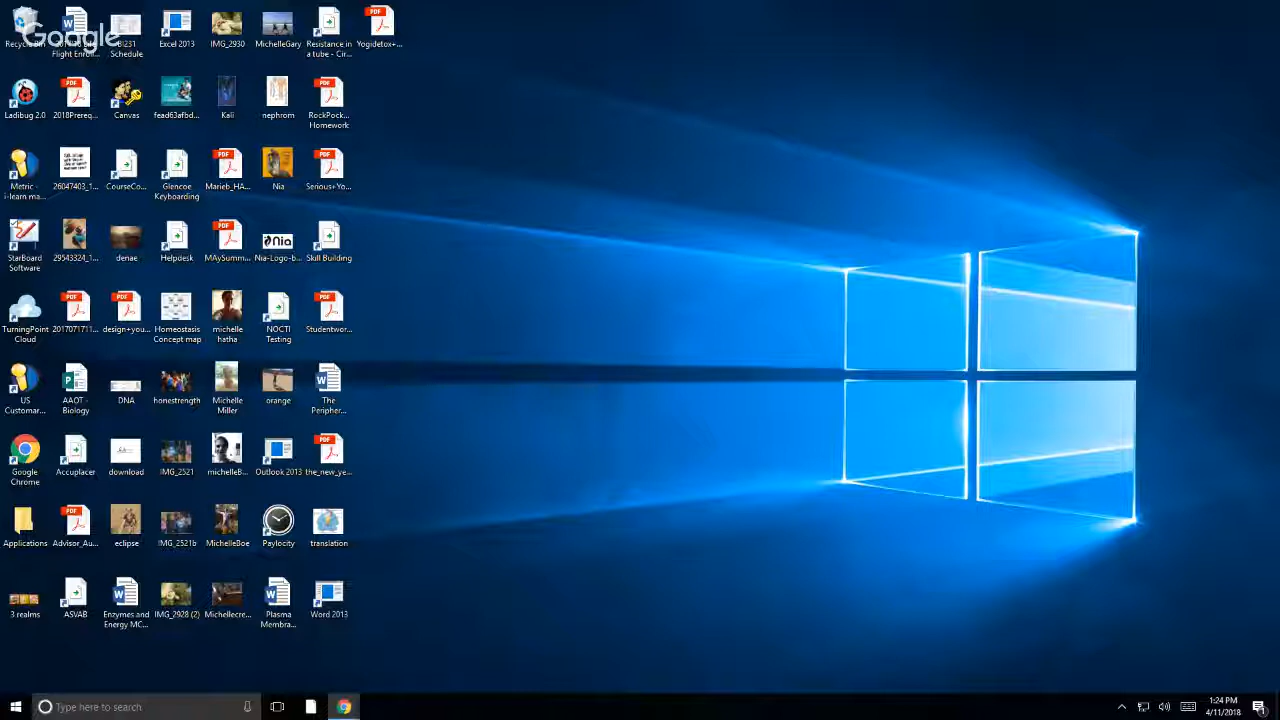 Google
Recycle Bin
Flight Enroll...
BI231
Schedule
Excel 2013
IMG_2930
MichelleGary
Resistance in
a tube - Cir...
Yogidetox+...
Ladibug 2.0
2018Prereq...
Canvas
fead63afbd...
Kali
nephrom
RockPock...
Homework
Metric -
i-learn ma...
26047403_1...
CourseCo...
Glencoe
Keyboarding
Marieb_HA...
Nia
Serious+Yo...
StarBoard
Software
29543324_1...
denae
Helpdesk
MAySumm...
Nia
Nia-Logo-b...
Skill Building
TurningPoint
Cloud
2017071711...
design+you...
Homeostasis
Concept map
michelle
hatha
NOCTI
Testing
Studentwor...
US
Customar...
AAOT -
Biology
DNA
honestrength
Michelle
Miller
orange
The
Peripher...
Google
Chrome
Accuplacer
download
IMG_2521
michelleB...
Outlook 2013
the_new_ye...
Applications
Advisor_Au...
eclipse
IMG_2521b
MichelleBoe
Paylocity
translation
3 realms
ASVAB
Enzymes and
Energy MC...
IMG_2928 (2)
Michellecre...
Plasma
Membra...
Word 2013
Type here to search
1:24 PM
4/11/2018